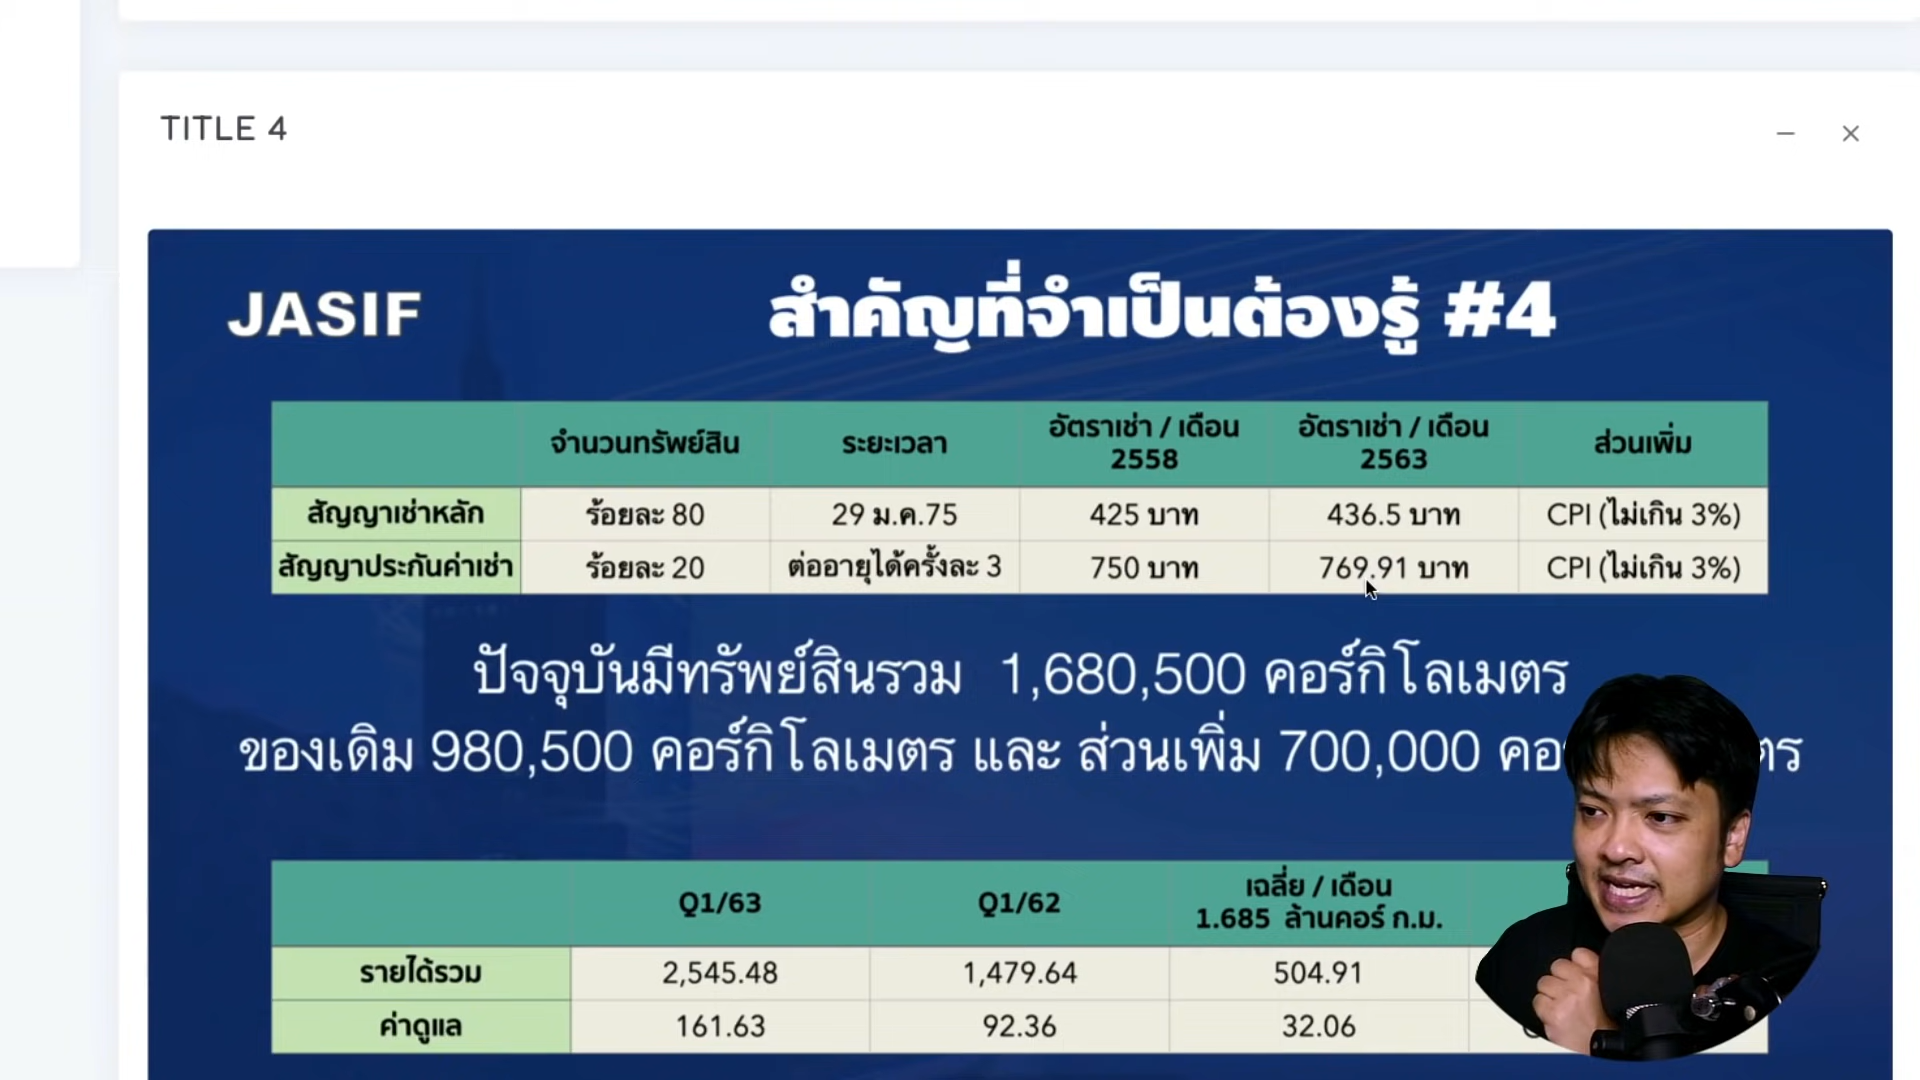 TITLE 4
JASIF
สำคัญที่จำเป็นต้องรู้ #4
จำนวนทรัพย์สิน ระยะเวลา อัตราเช่า / เดือน 2558 อัตราเช่า / เดือน 2563 ส่วนเพิ่ม
สัญญาเช่าหลัก ร้อยละ 80 29 ม.ค.75 425 บาท 436.5 บาท CPI (ไม่เกิน 3%)
สัญญาประกันค่าเช่า ร้อยละ 20 ต่ออายุได้ครั้งละ 3 750 บาท 769.91 บาท CPI (ไม่เกิน 3%)
ปัจจุบันมีทรัพย์สินรวม 1,680,500 คอร์กิโลเมตร
ของเดิม 980,500 คอร์กิโลเมตร และ ส่วนเพิ่ม 700,000
Q1/63 Q1/62 เฉลี่ย / เดือน 1.685 ล้านคอร์ ก.ม.
รายได้รวม 2,545.48 1,479.64 504.91
ค่าดูแล 161.63 92.36 32.06